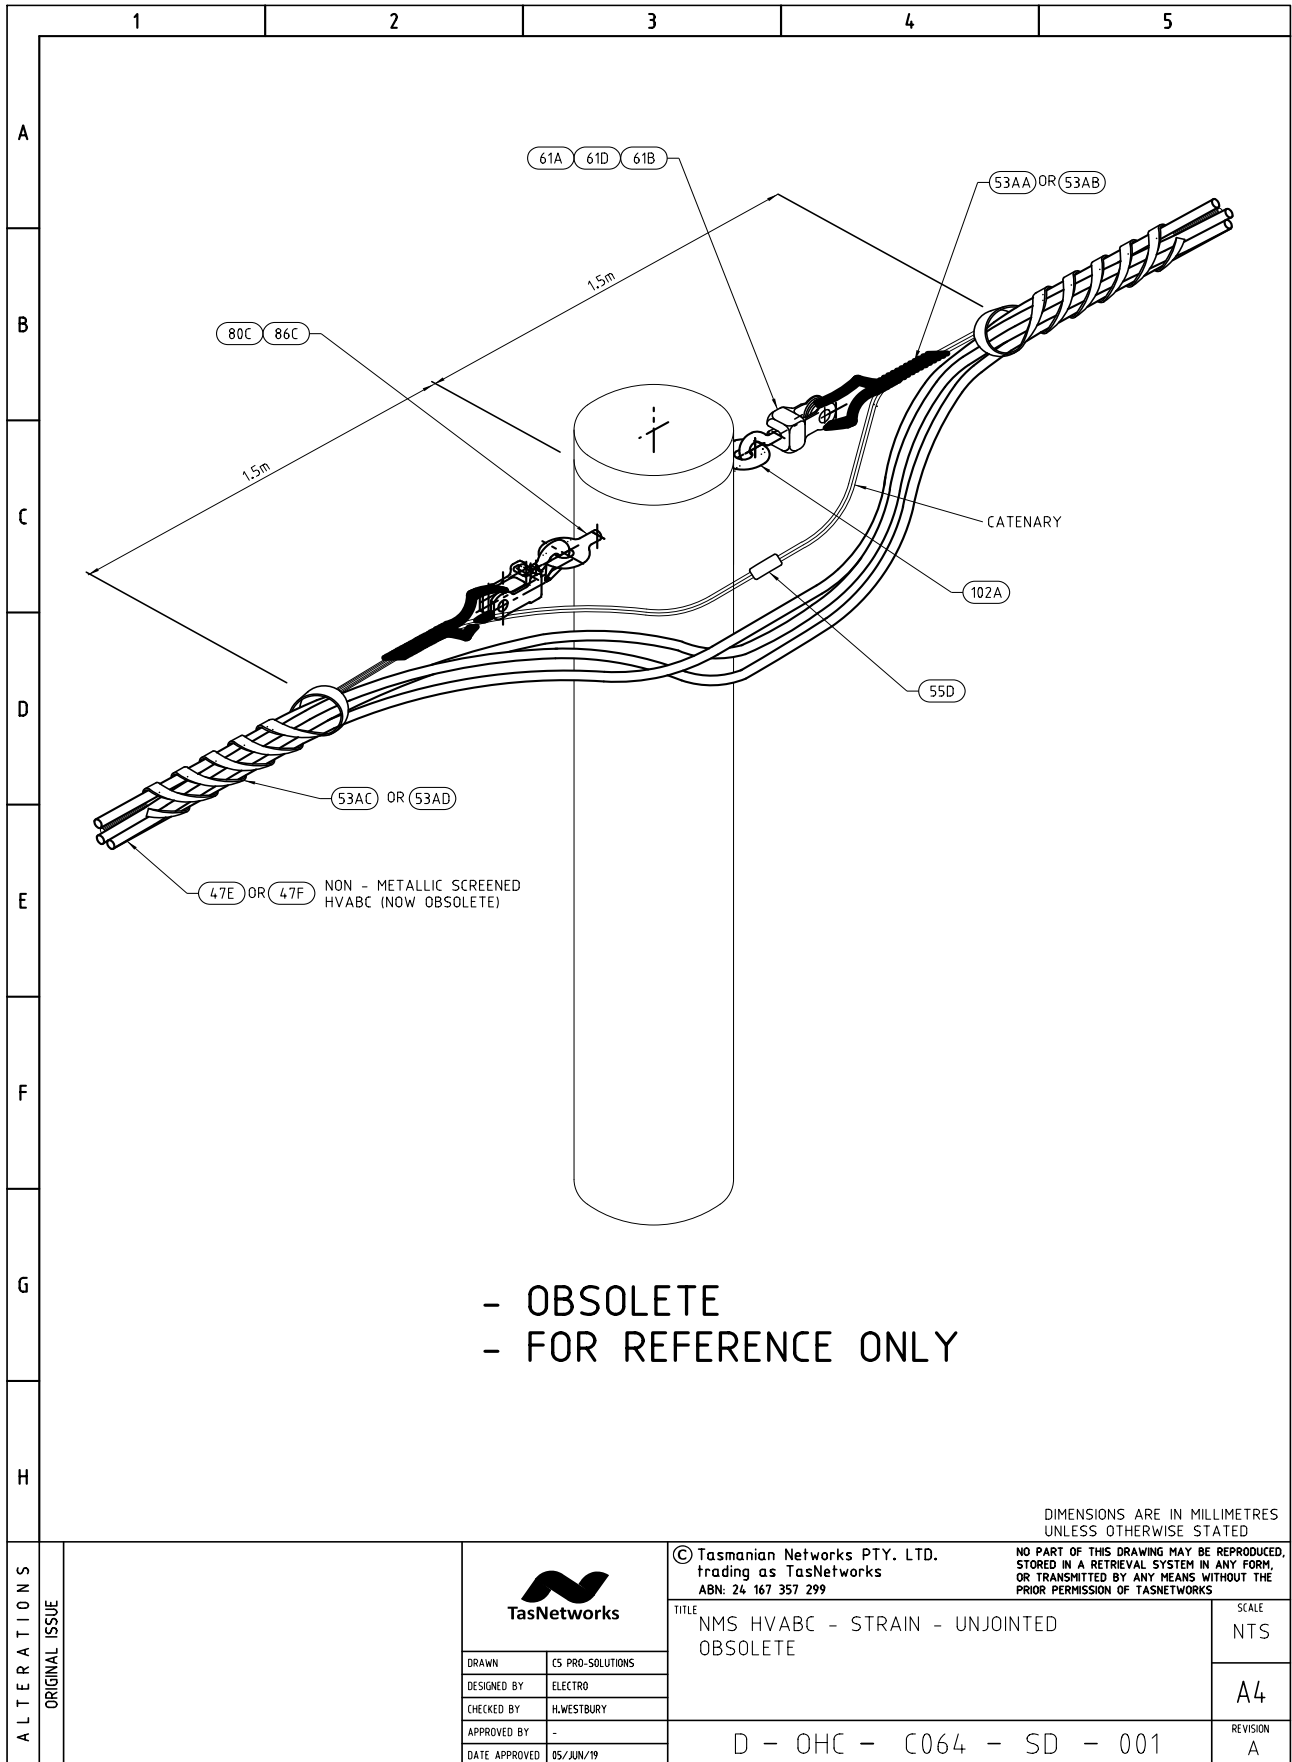 1 2 3 4 5
A
B
C
D
E
F
G
H
61A 61D 61B
53AA OR 53AB
1.5m
80C 86C
1.5m
CATENARY
102A
55D
53AC OR 53AD
47E OR 47F NON - METALLIC SCREENED
HVABC (NOW OBSOLETE)
- OBSOLETE
- FOR REFERENCE ONLY
DIMENSIONS ARE IN MILLIMETRES
UNLESS OTHERWISE STATED
ALTERATIONS
ORIGINAL ISSUE
TasNetworks
DRAWN C5 PRO-SOLUTIONS
DESIGNED BY ELECTRO
CHECKED BY H.WESTBURY
APPROVED BY -
DATE APPROVED 05/JUN/19
© Tasmanian Networks PTY. LTD.
trading as TasNetworks
ABN: 24 167 357 299
NO PART OF THIS DRAWING MAY BE REPRODUCED,
STORED IN A RETRIEVAL SYSTEM IN ANY FORM,
OR TRANSMITTED BY ANY MEANS WITHOUT THE
PRIOR PERMISSION OF TASNETWORKS
TITLE NMS HVABC - STRAIN - UNJOINTED
OBSOLETE
SCALE
NTS
A4
D - OHC - C064 - SD - 001
REVISION
A